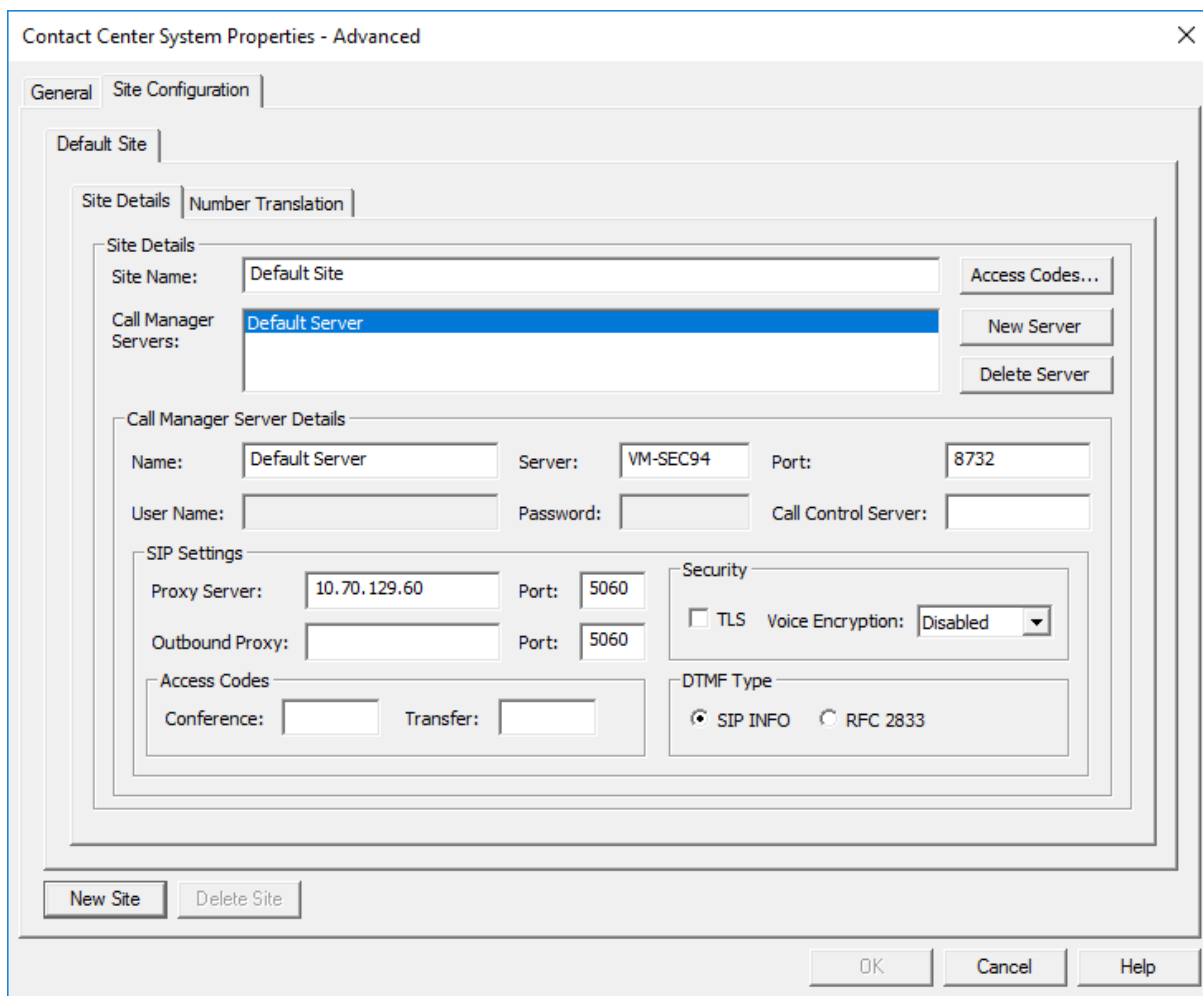 Contact Center System Properties - Advanced
General Site Configuration
Default Site
Site Details Number Translation
Site Details
Site Name: Default Site Access Codes...
Call Manager Servers: Default Server New Server
Delete Server
Call Manager Server Details
Name: Default Server Server: VM-SEC94 Port: 8732
User Name: Password: Call Control Server:
SIP Settings
Proxy Server: 10.70.129.60 Port: 5060
Outbound Proxy: Port: 5060
Security
TLS Voice Encryption: Disabled
Access Codes
Conference: Transfer:
DTMF Type
SIP INFO RFC 2833
New Site Delete Site
OK Cancel Help